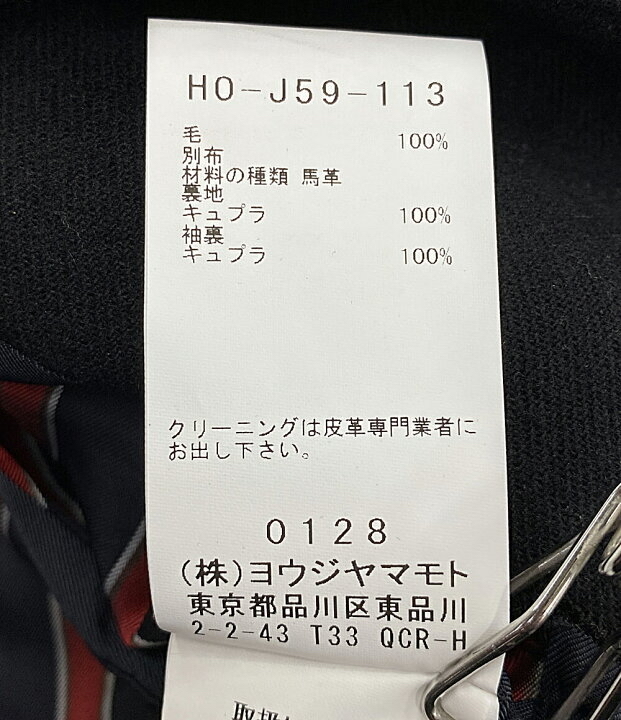 HO-J59-113
毛 100%
別布
材料の種類 馬革
裏地
キュプラ 100%
袖裏
キュプラ 100%
クリーニングは皮革専門業者に
お出し下さい。
0128
(株)ヨウジヤマモト
東京都品川区東品川
2-2-43 T33 QCR-H